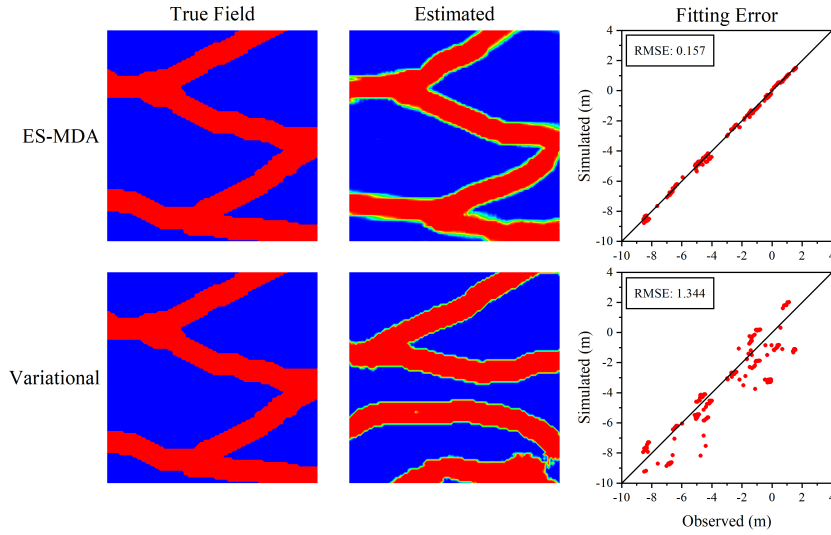 True Field
Estimated
Fitting Error
ES-MDA
Simulated (m)
4
2
0
-2
-4
-6
-8
-10
RMSE: 0.157
-10 -8 -6 -4 -2 0 2 4
Variational
Simulated (m)
4
2
0
-2
-4
-6
-8
-10
RMSE: 1.344
-10 -8 -6 -4 -2 0 2 4
Observed (m)